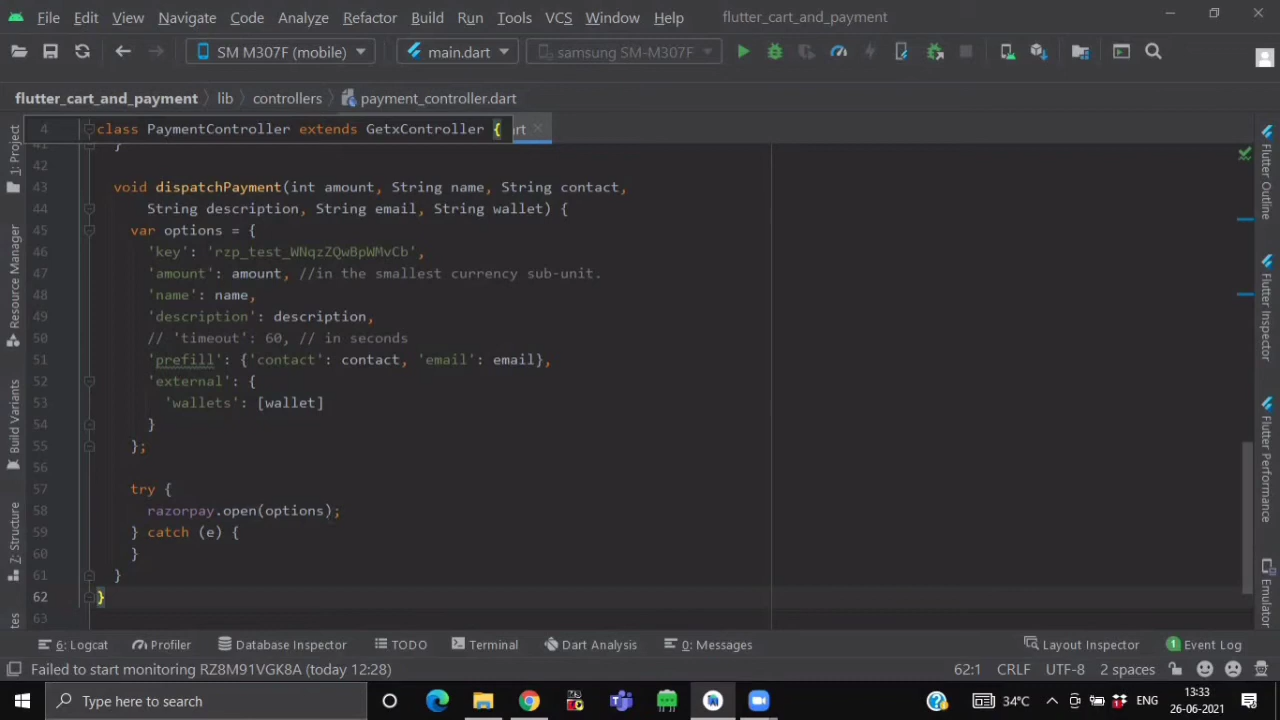 File Edit View Navigate Code Analyze Refactor Build Run Tools VCS Window Help flutter_cart_and_payment
SM M307F (mobile) main.dart samsung SM-M307F
flutter_cart_and_payment lib controllers payment_controller.dart
4 class PaymentController extends GetxController { art
41 }
42
43 void dispatchPayment(int amount, String name, String contact,
44 String description, String email, String wallet) {
45 var options = {
46 'key': 'rzp_test_WNqzZQwBpWMvCb',
47 'amount': amount, //in the smallest currency sub-unit.
48 'name': name,
49 'description': description,
50 // 'timeout': 60, // in seconds
51 'prefill': {'contact': contact, 'email': email},
52 'external': {
53 'wallets': [wallet]
54 }
55 };
56
57 try {
58 razorpay.open(options);
59 } catch (e) {
60 }
61 }
62 }
63
1: Project
Resource Manager
Build Variants
7: Structure
tes
Flutter Outline
Flutter Inspector
Flutter Performance
Emulator
6: Logcat Profiler Database Inspector TODO Terminal Dart Analysis 0: Messages Layout Inspector 1 Event Log
Failed to start monitoring RZ8M91VGK8A (today 12:28) 62:1 CRLF UTF-8 2 spaces
Type here to search 34°C ENG 13:33
26-06-2021